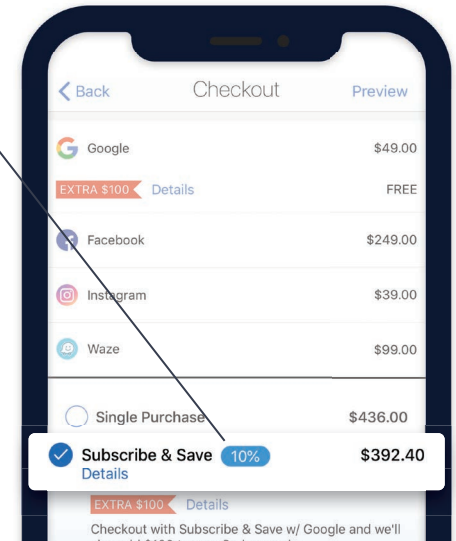 Back Checkout Preview
Google $49.00
EXTRA $100 Details FREE
Facebook $249.00
Instagram $39.00
Waze $99.00
Single Purchase $436.00
Subscribe & Save 10% $392.40
Details
EXTRA $100 Details
Checkout with Subscribe & Save w/ Google and we'll